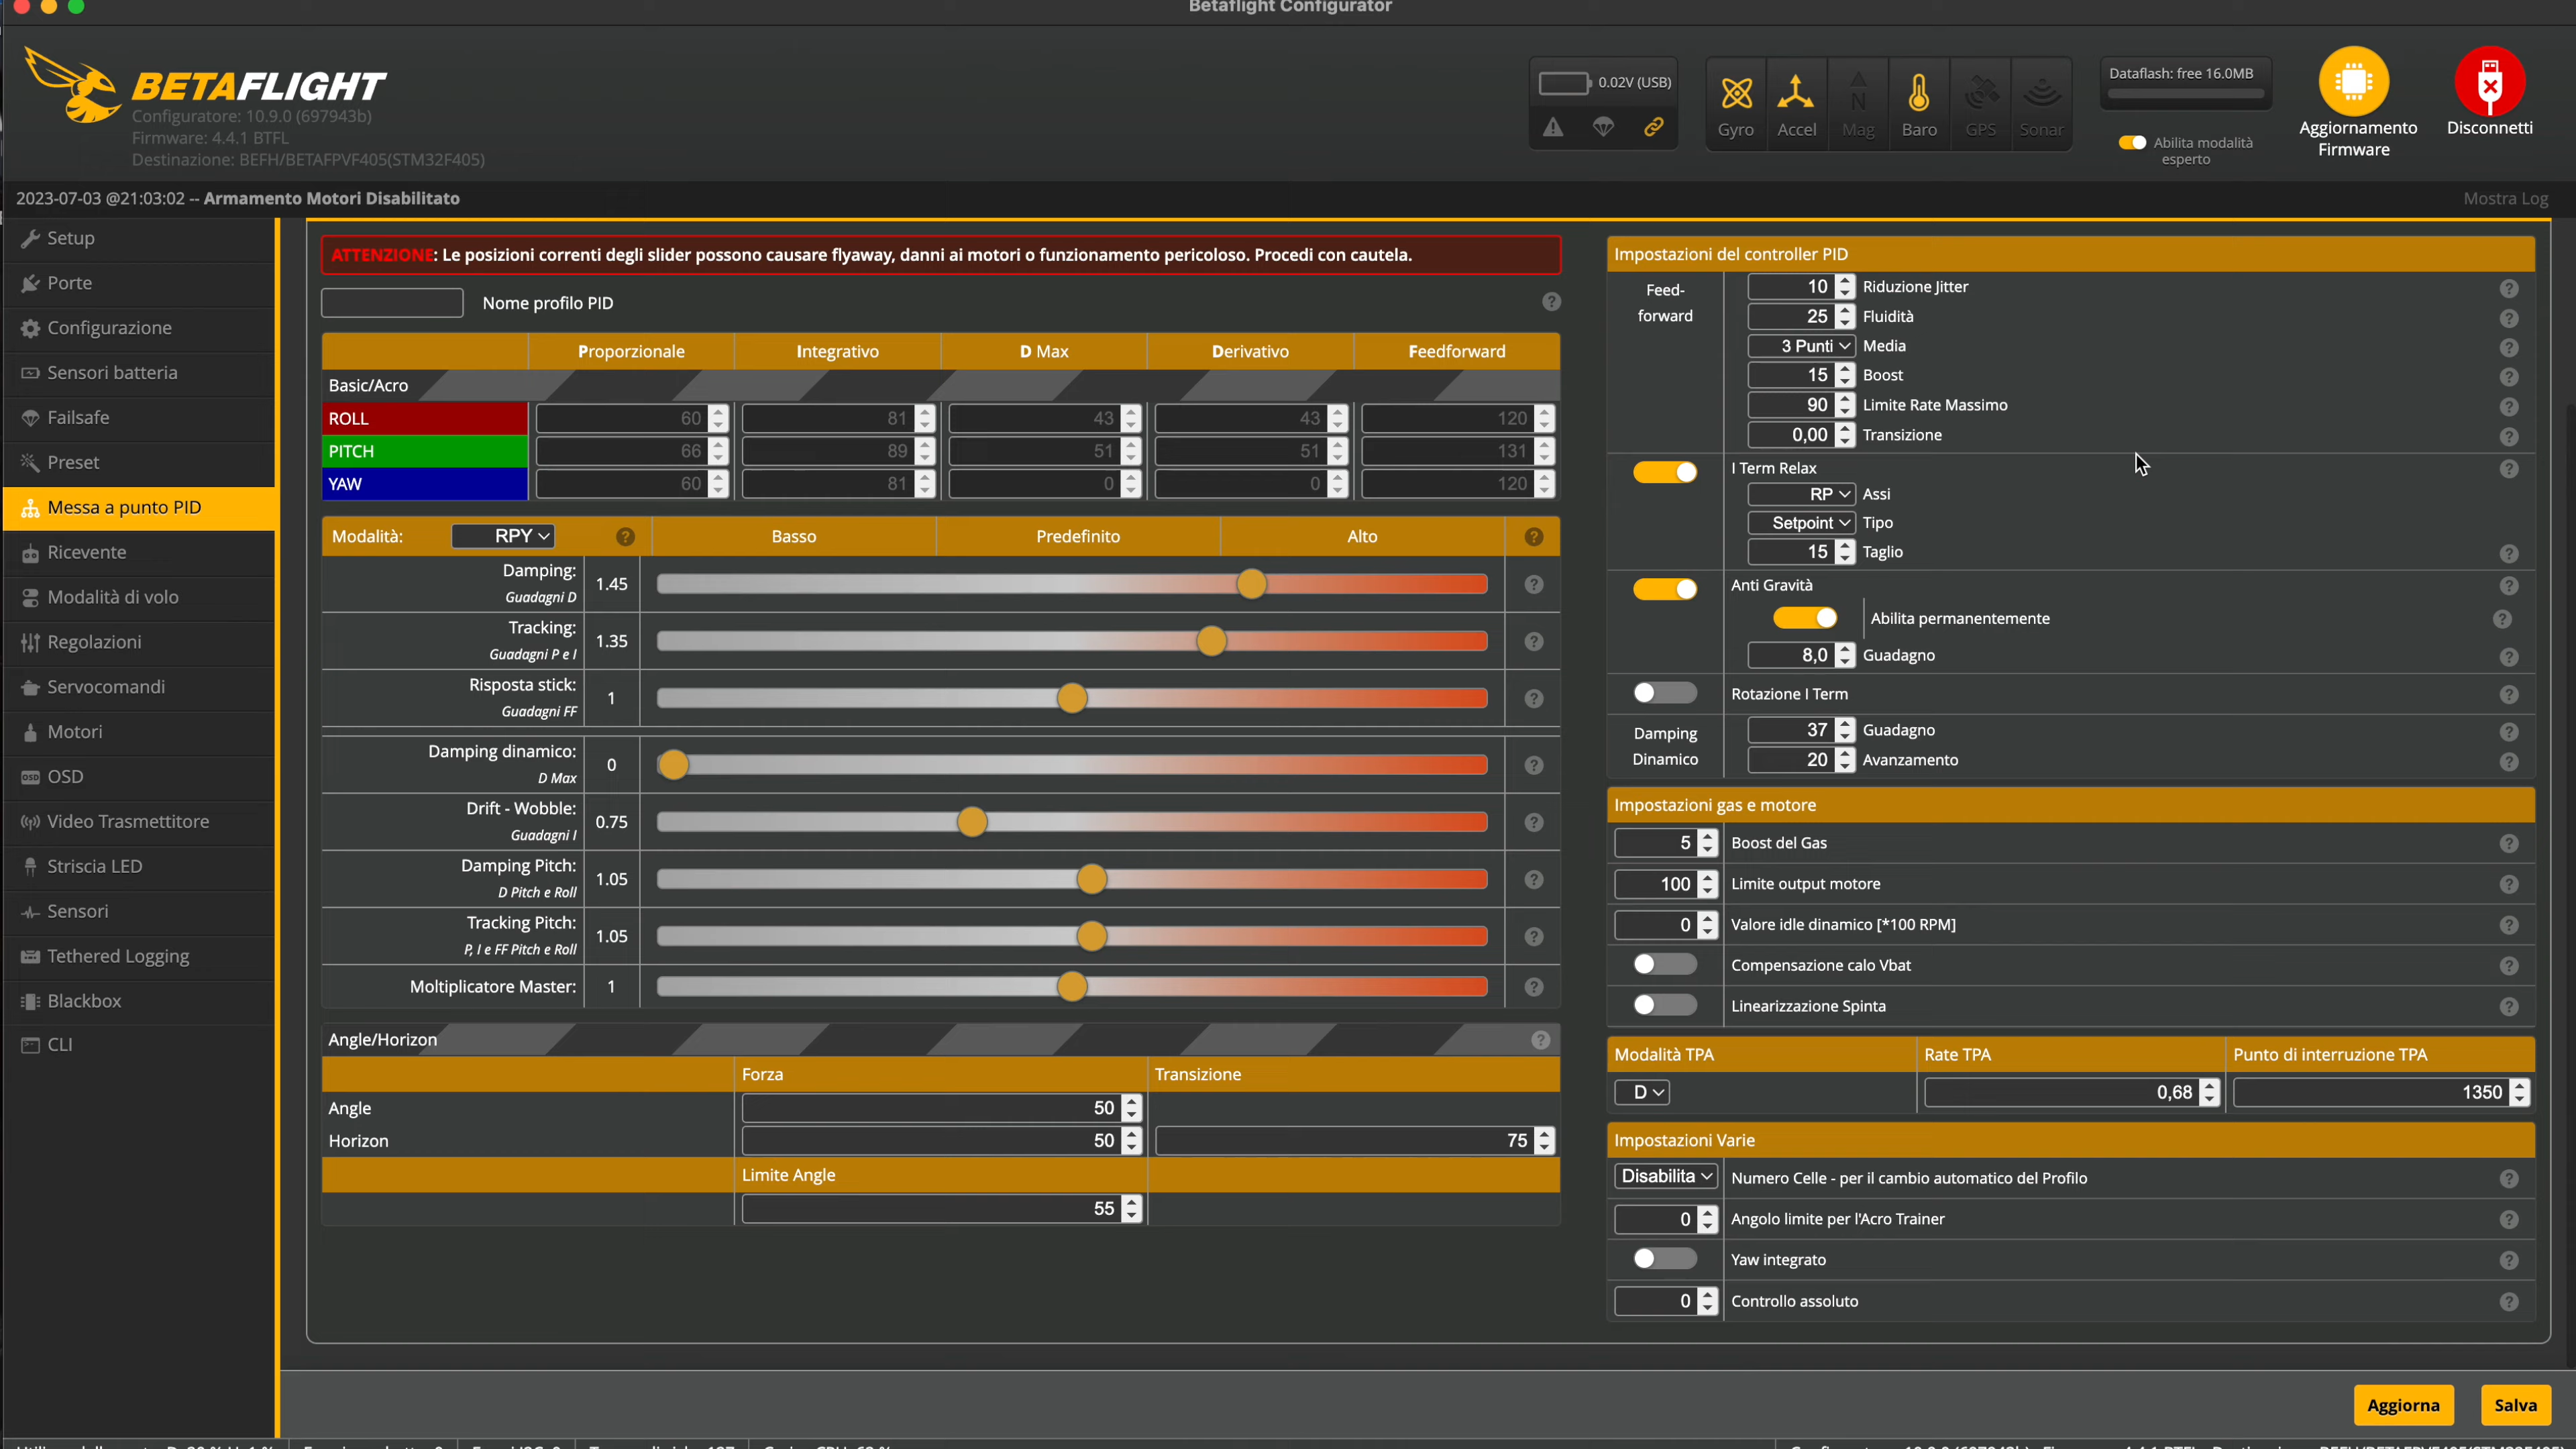 Betaflight Configurator
BETAFLIGHT
Configuratore: 10.9.0 (697943b)
Firmware: 4.4.1 BTFL
Destinazione: BEFH/BETAFPVF405(STM32F405)
0.02V (USB)
Gyro
Accel
Mag
Baro
GPS
Sonar
Dataflash: free 16.0MB
Abilita modalità
esperto
Aggiornamento
Firmware
Disconnetti
2023-07-03 @21:03:02 -- Armamento Motori Disabilitato
Mostra Log
Setup
Porte
Configurazione
Sensori batteria
Failsafe
Preset
Messa a punto PID
Ricevente
Modalità di volo
Regolazioni
Servocomandi
Motori
OSD
Video Trasmettitore
Striscia LED
Sensori
Tethered Logging
Blackbox
CLI
ATTENZIONE: Le posizioni correnti degli slider possono causare flyaway, danni ai motori o funzionamento pericoloso. Procedi con cautela.
Nome profilo PID
Proporzionale Integrativo D Max Derivativo Feedforward
Basic/Acro
ROLL 60 81 43 43 120
PITCH 66 89 51 51 131
YAW 60 81 0 0 120
Modalità: RPY Basso Predefinito Alto
Damping: 1.45
Guadagni D
Tracking: 1.35
Guadagni P e I
Risposta stick: 1
Guadagni FF
Damping dinamico: 0
D Max
Drift - Wobble: 0.75
Guadagni I
Damping Pitch: 1.05
D Pitch e Roll
Tracking Pitch: 1.05
P, I e FF Pitch e Roll
Moltiplicatore Master: 1
Angle/Horizon
Forza Transizione
Angle 50
Horizon 50 75
Limite Angle
55
Impostazioni del controller PID
Feed-
forward
10 Riduzione Jitter
25 Fluidità
3 Punti Media
15 Boost
90 Limite Rate Massimo
0,00 Transizione
I Term Relax
RP Assi
Setpoint Tipo
15 Taglio
Anti Gravità
Abilita permanentemente
8,0 Guadagno
Rotazione I Term
Damping
Dinamico
37 Guadagno
20 Avanzamento
Impostazioni gas e motore
5 Boost del Gas
100 Limite output motore
0 Valore idle dinamico [*100 RPM]
Compensazione calo Vbat
Linearizzazione Spinta
Modalità TPA Rate TPA Punto di interruzione TPA
D 0,68 1350
Impostazioni Varie
Disabilita Numero Celle - per il cambio automatico del Profilo
0 Angolo limite per l'Acro Trainer
Yaw integrato
0 Controllo assoluto
Aggiorna
Salva